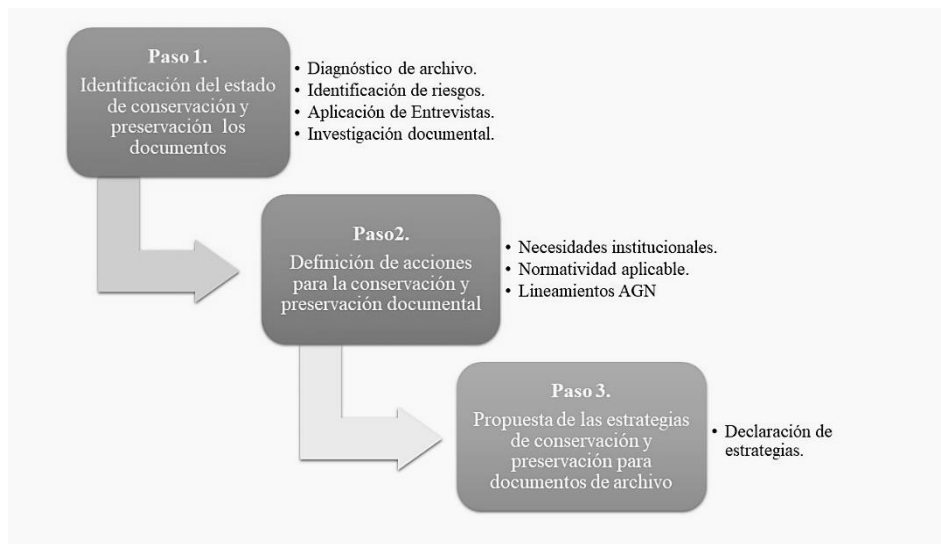 Paso 1.
Identificación del estado
de conservación y
preservación los
documentos
• Diagnóstico de archivo.
• Identificación de riesgos.
• Aplicación de Entrevistas.
• Investigación documental.
Paso2.
Definición de acciones
para la conservación y
preservación documental
• Necesidades institucionales.
• Normatividad aplicable.
• Lineamientos AGN
Paso 3.
Propuesta de las estrategias
de conservación y
preservación para
documentos de archivo
• Declaración de
estrategias.